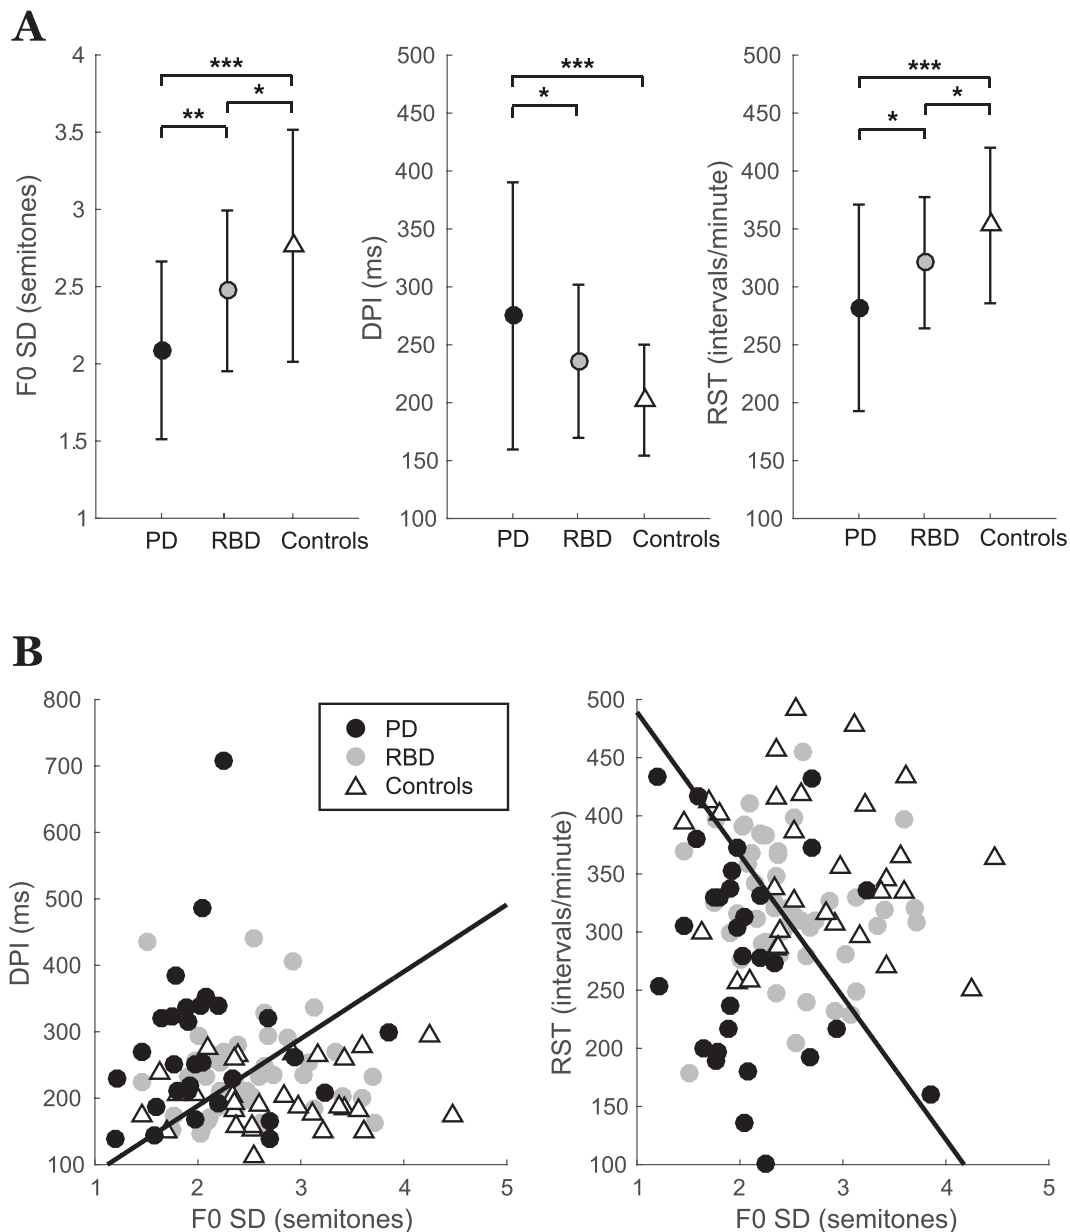 A
F0 SD (semitones)
4
3.5
3
2.5
2
1.5
1
***
**
*
PD RBD Controls
DPI (ms)
500
450
400
350
300
250
200
150
100
***
*
PD RBD Controls
RST (intervals/minute)
500
450
400
350
300
250
200
150
100
***
*
*
PD RBD Controls
B
DPI (ms)
800
700
600
500
400
300
200
100
PD
RBD
Controls
1 2 3 4 5
F0 SD (semitones)
RST (intervals/minute)
500
450
400
350
300
250
200
150
100
1 2 3 4 5
F0 SD (semitones)